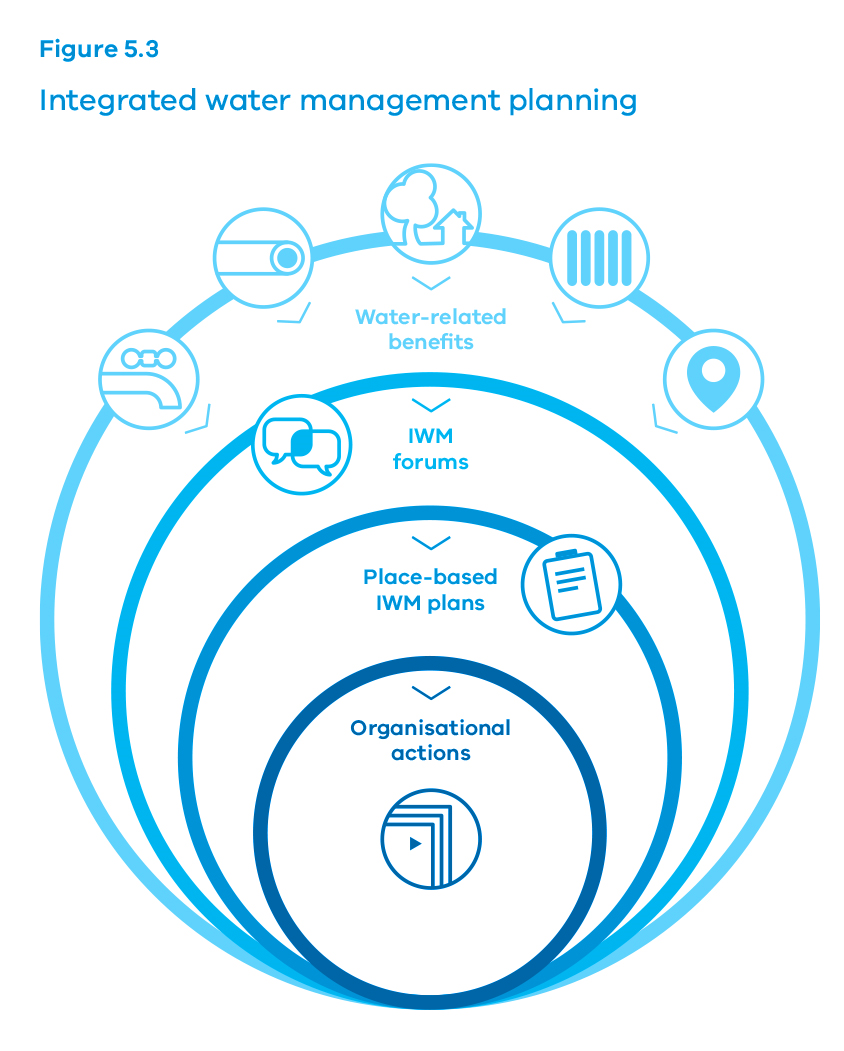 Figure 5.3
Integrated water management planning
Water-related
benefits
IWM
forums
Place-based
IWM plans
Organisational
actions